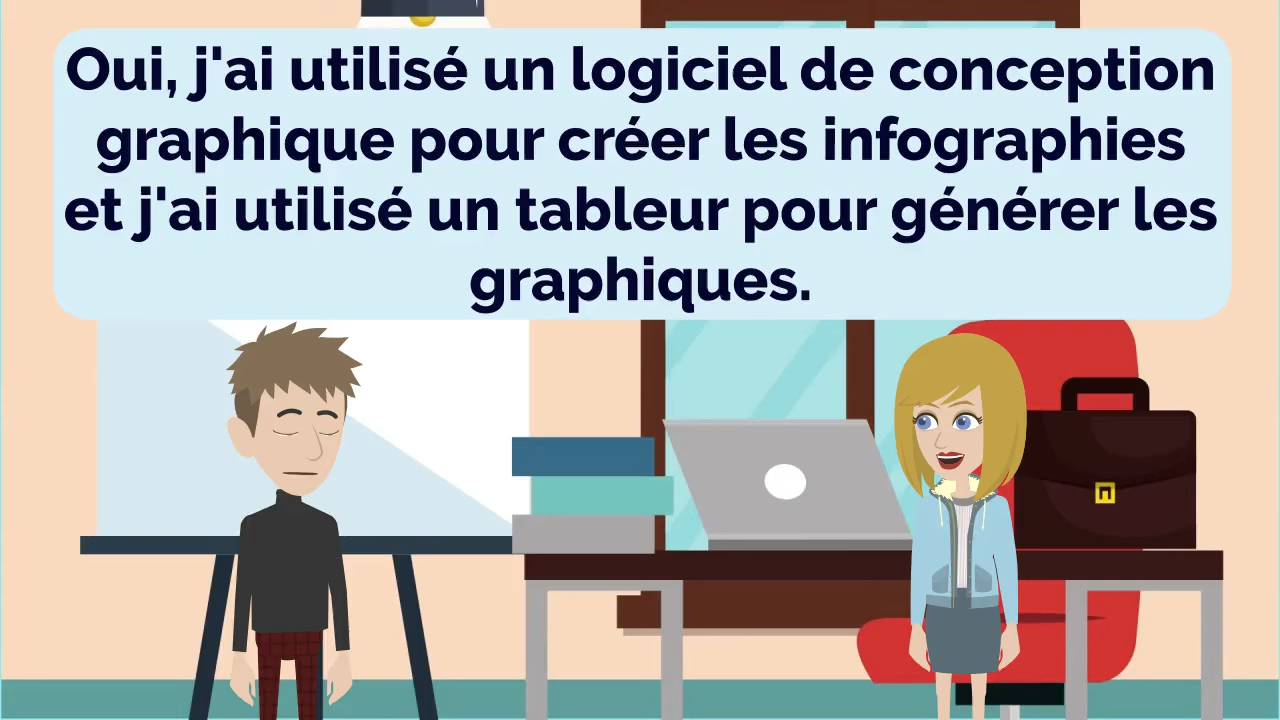 Oui, j'ai utilisé un logiciel de conception
graphique pour créer les infographies
et j'ai utilisé un tableur pour générer les
graphiques.